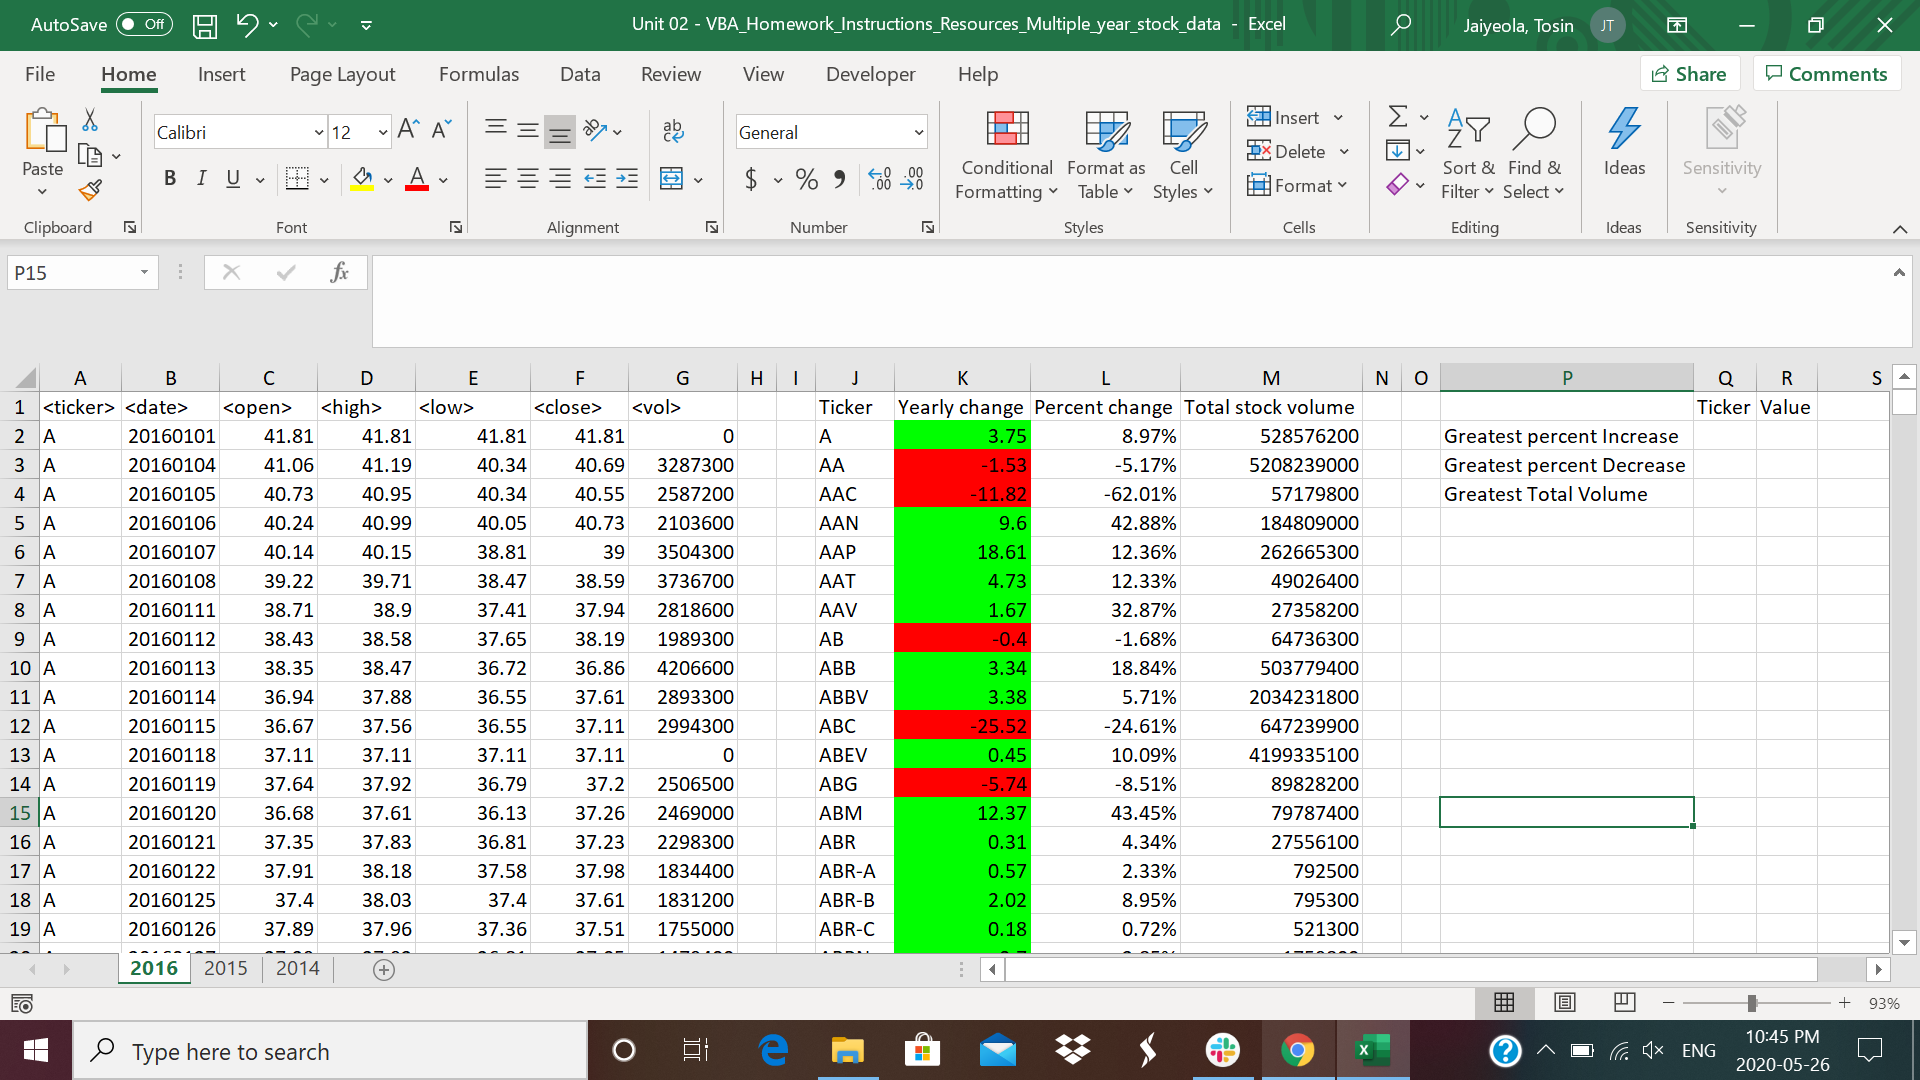 AutoSave Off Unit 02 - VBA_Homework_Instructions_Resources_Multiple_year_stock_data - Excel Jaiyeola, Tosin JT
File Home Insert Page Layout Formulas Data Review View Developer Help Share Comments
Calibri 12 ab General Insert
Paste Conditional Formatting Format as Table Cell Styles Delete Sort & Filter Find & Select Ideas Sensitivity
B I U $ % Format
Clipboard Font Alignment Number Styles Cells Editing Ideas Sensitivity
P15 fx
A B C D E F G H I J K L M N O P Q R S
1 <ticker> <date> <open> <high> <low> <close> <vol> Ticker Yearly change Percent change Total stock volume Ticker Value
2 A 20160101 41.81 41.81 41.81 41.81 0 A 3.75 8.97% 528576200 Greatest percent Increase
3 A 20160104 41.06 41.19 40.34 40.69 3287300 AA -1.53 -5.17% 5208239000 Greatest percent Decrease
4 A 20160105 40.73 40.95 40.34 40.55 2587200 AAC -11.82 -62.01% 57179800 Greatest Total Volume
5 A 20160106 40.24 40.99 40.05 40.73 2103600 AAN 9.6 42.88% 184809000
6 A 20160107 40.14 40.15 38.81 39 3504300 AAP 18.61 12.36% 262665300
7 A 20160108 39.22 39.71 38.47 38.59 3736700 AAT 4.73 12.33% 49026400
8 A 20160111 38.71 38.9 37.41 37.94 2818600 AAV 1.67 32.87% 27358200
9 A 20160112 38.43 38.58 37.65 38.19 1989300 AB -0.4 -1.68% 64736300
10 A 20160113 38.35 38.47 36.72 36.86 4206600 ABB 3.34 18.84% 503779400
11 A 20160114 36.94 37.88 36.55 37.61 2893300 ABBV 3.38 5.71% 2034231800
12 A 20160115 36.67 37.56 36.55 37.11 2994300 ABC -25.52 -24.61% 647239900
13 A 20160118 37.11 37.11 37.11 37.11 0 ABEV 0.45 10.09% 4199335100
14 A 20160119 37.64 37.92 36.79 37.2 2506500 ABG -5.74 -8.51% 89828200
15 A 20160120 36.68 37.61 36.13 37.26 2469000 ABM 12.37 43.45% 79787400
16 A 20160121 37.35 37.83 36.81 37.23 2298300 ABR 0.31 4.34% 27556100
17 A 20160122 37.91 38.18 37.58 37.98 1834400 ABR-A 0.57 2.33% 792500
18 A 20160125 37.4 38.03 37.4 37.61 1831200 ABR-B 2.02 8.95% 795300
19 A 20160126 37.89 37.96 37.36 37.51 1755000 ABR-C 0.18 0.72% 521300
2016 2015 2014
93%
Type here to search ENG 10:45 PM
2020-05-26